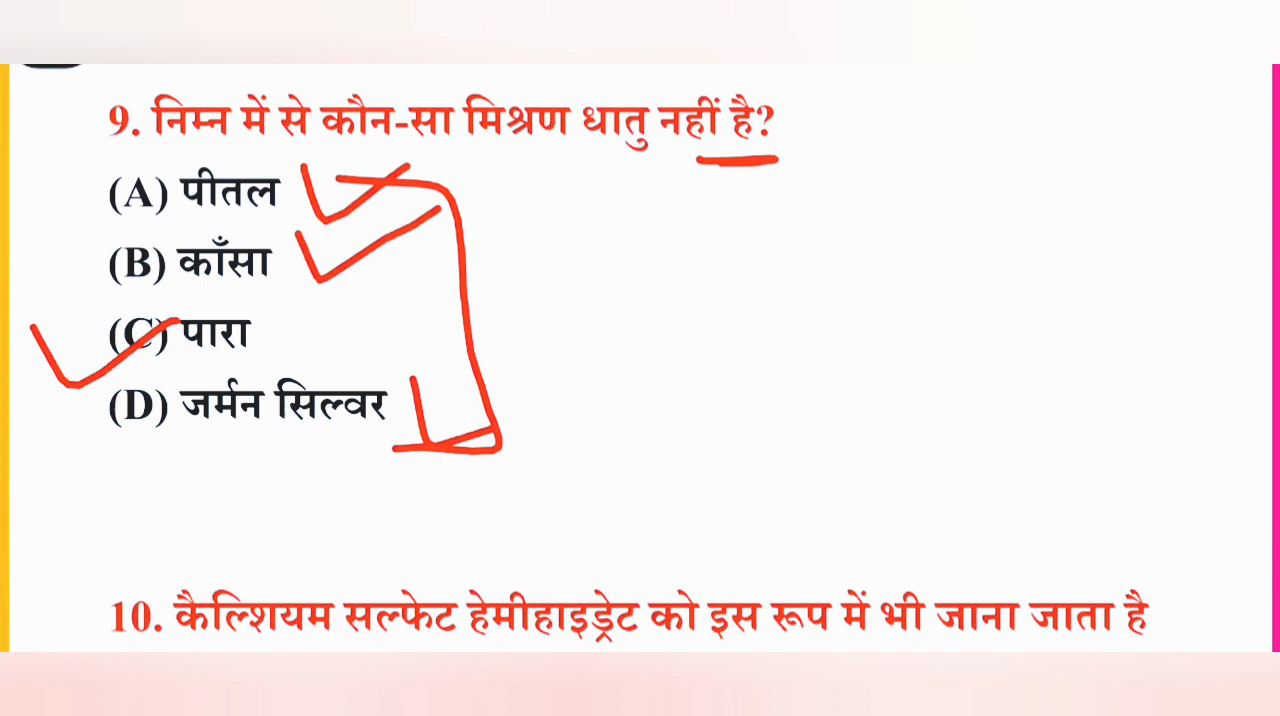 9. निम्न में से कौन-सा मिश्रण धातु नहीं है?
(A) पीतल
(B) काँसा
(C) पारा
(D) जर्मन सिल्वर
10. कैल्शियम सल्फेट हेमीहाइड्रेट को इस रूप में भी जाना जाता है